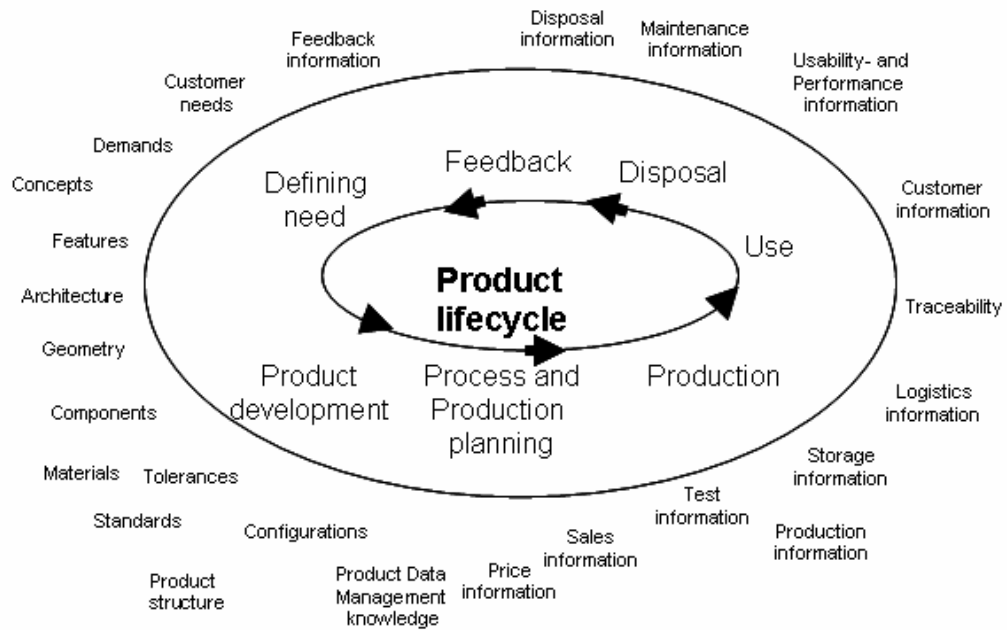 Disposal
information
Maintenance
information
Feedback
information
Usability- and
Performance
information
Customer
needs
Demands
Concepts
Customer
information
Features
Architecture
Traceability
Geometry
Components
Logistics
information
Materials
Tolerances
Storage
information
Standards
Configurations
Test
information
Production
information
Sales
information
Product
structure
Product Data
Management
knowledge
Price
information
Feedback
Disposal
Defining
need
Use
Product
lifecycle
Product
development
Process and
Production
planning
Production